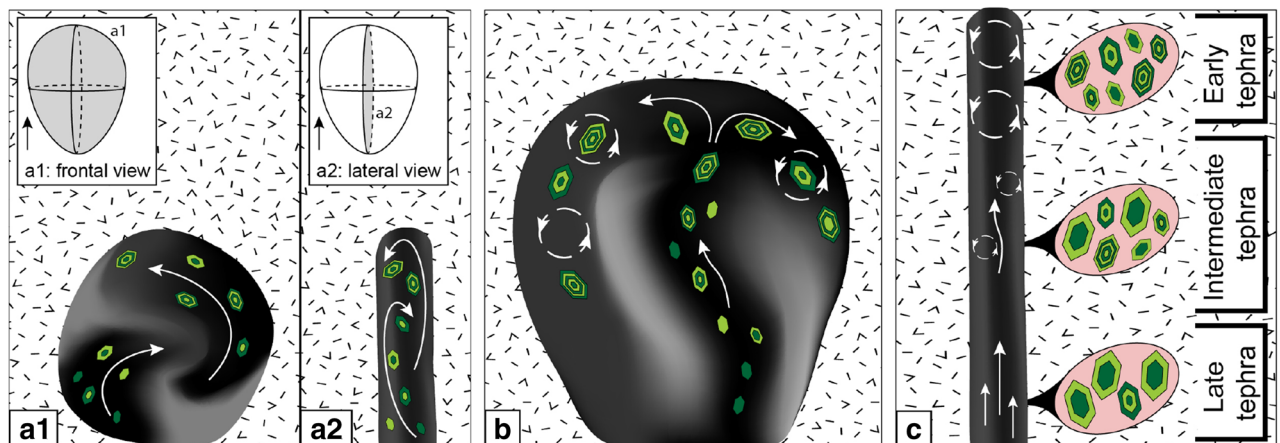 a1
a1: frontal view
a2
a2: lateral view
a1
a2
b
c
Early
tephra
Intermediate
tephra
Late
tephra